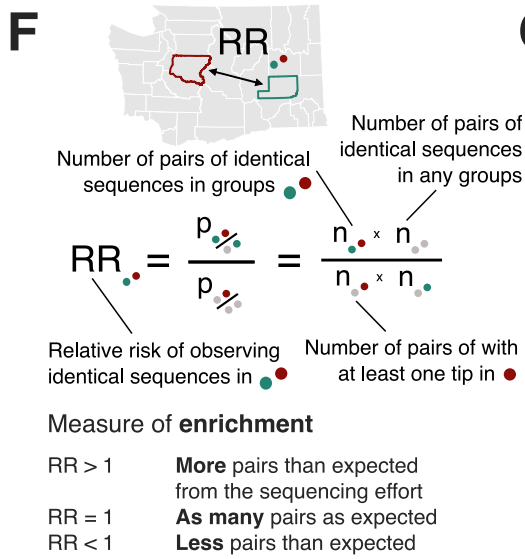 F
RR
Number of pairs of identical
sequences in groups
Number of pairs of
identical sequences
in any groups
RR = p / p = n x n / n x n
Relative risk of observing
identical sequences in
Number of pairs of with
at least one tip in
Measure of enrichment
RR > 1 More pairs than expected
from the sequencing effort
RR = 1 As many pairs as expected
RR < 1 Less pairs than expected